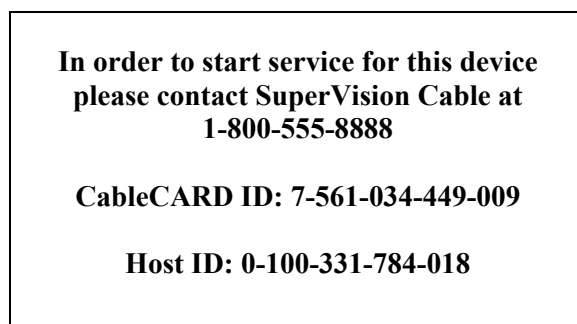 In order to start service for this device
please contact SuperVision Cable at
1-800-555-8888
CableCARD ID: 7-561-034-449-009
Host ID: 0-100-331-784-018